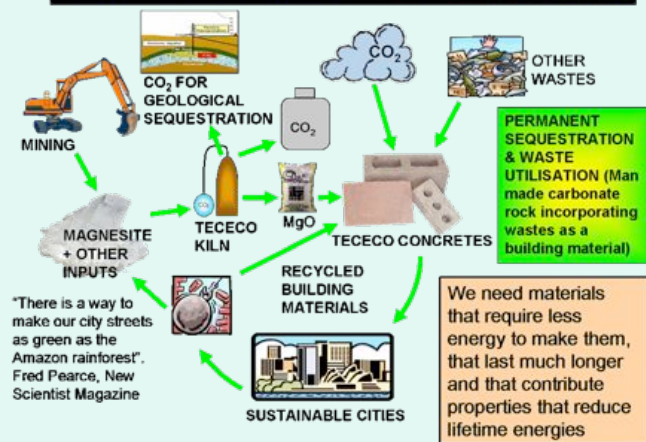 CO₂ FOR
GEOLOGICAL
SEQUESTRATION
MINING
CO₂
CO₂
OTHER
WASTES
PERMANENT
SEQUESTRATION
& WASTE
UTILISATION (Man
made carbonate
rock incorporating
wastes as a
building material)
MAGNESITE
+ OTHER
INPUTS
CO₂
TECECO
KILN
MgO
TECECO CONCRETES
RECYCLED
BUILDING
MATERIALS
"There is a way to
make our city streets
as green as the
Amazon rainforest".
Fred Pearce, New
Scientist Magazine
SUSTAINABLE CITIES
We need materials
that require less
energy to make them,
that last much longer
and that contribute
properties that reduce
lifetime energies